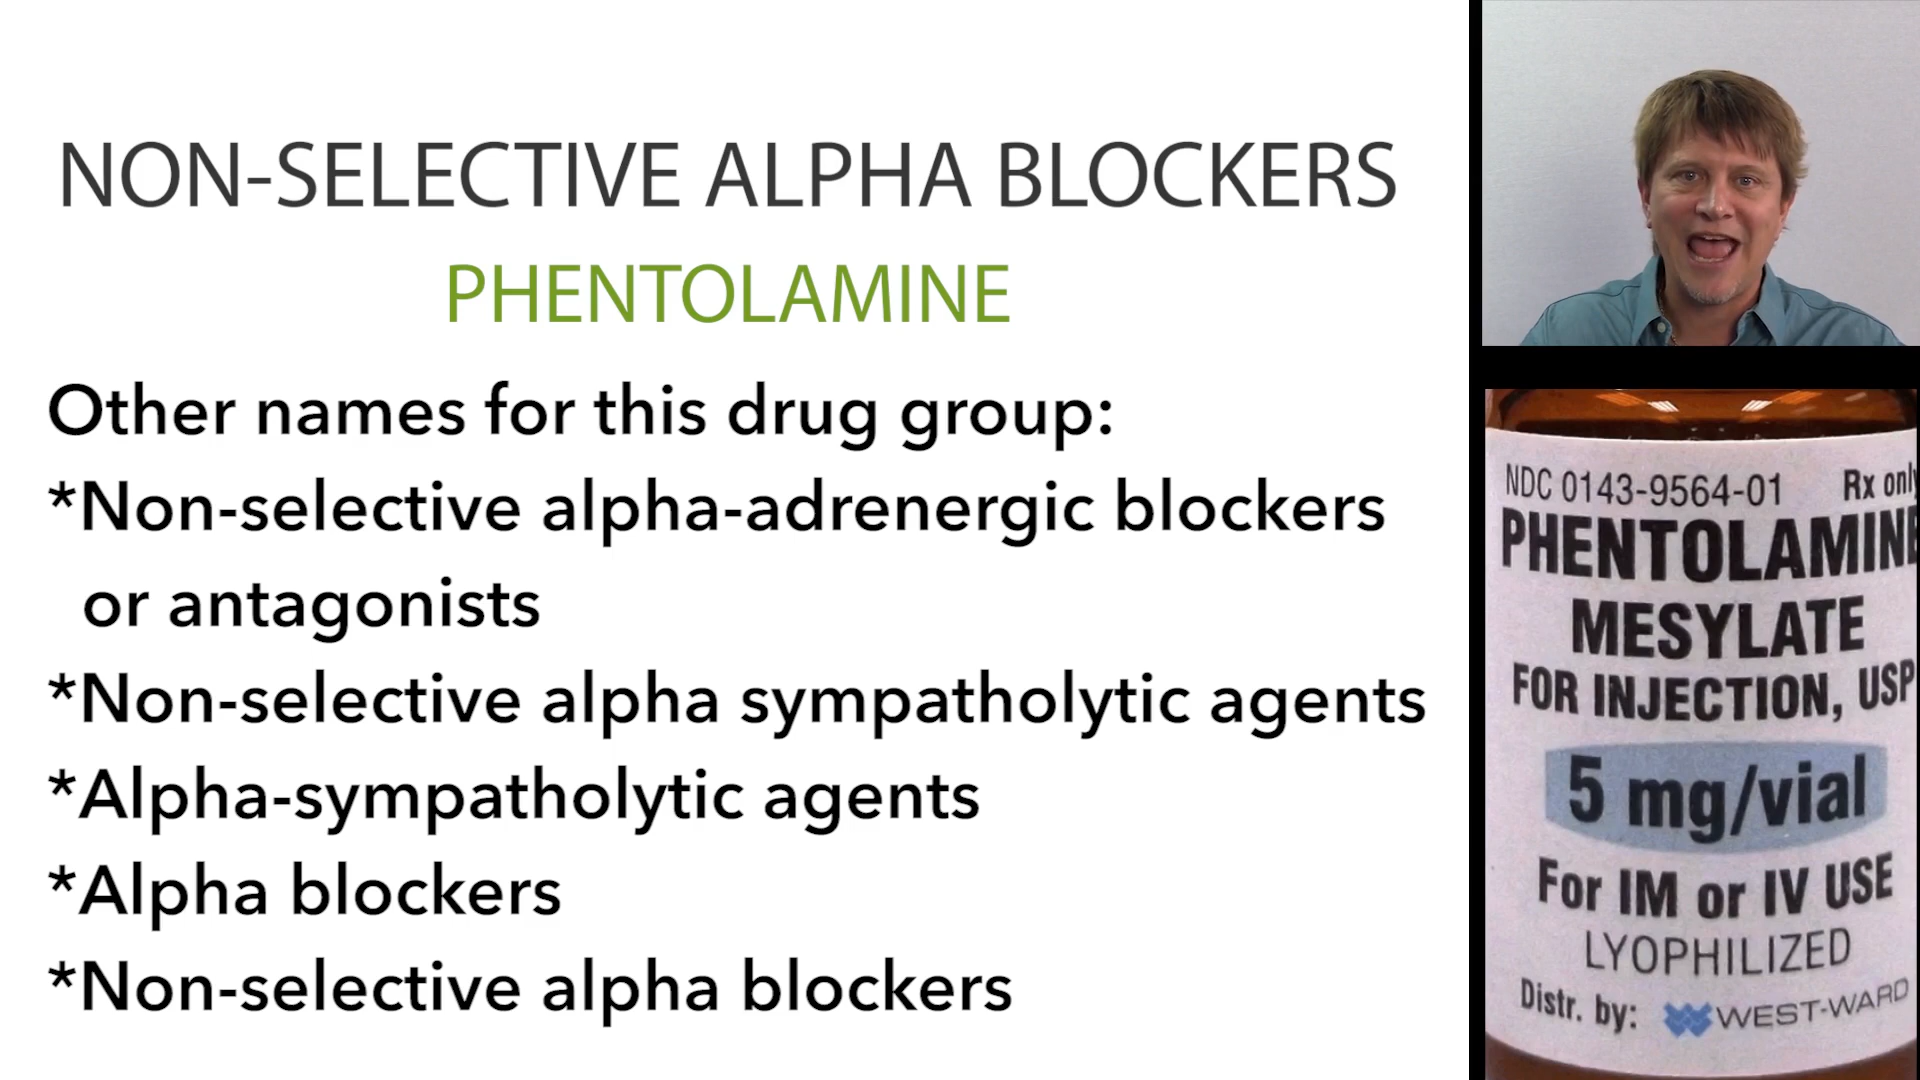 NON-SELECTIVE ALPHA BLOCKERS
PHENTOLAMINE
Other names for this drug group:
*Non-selective alpha-adrenergic blockers
or antagonists
*Non-selective alpha sympatholytic agents
*Alpha-sympatholytic agents
*Alpha blockers
*Non-selective alpha blockers
NDC 0143-9564-01 Rx only
PHENTOLAMINE
MESYLATE
FOR INJECTION, USP
5 mg/vial
For IM or IV USE
LYOPHILIZED
Distr. by: WEST-WARD